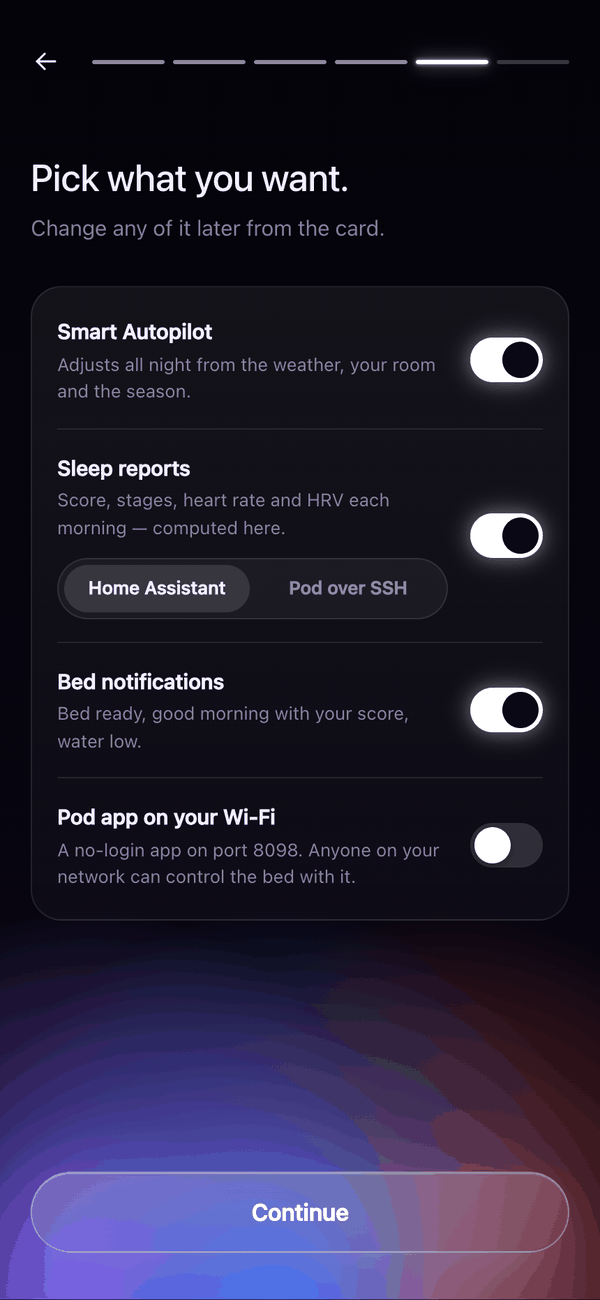 Pick what you want.
Change any of it later from the card.
Smart Autopilot
Adjusts all night from the weather, your room
and the season.
Sleep reports
Score, stages, heart rate and HRV each
morning — computed here.
Home Assistant
Pod over SSH
Bed notifications
Bed ready, good morning with your score,
water low.
Pod app on your Wi-Fi
A no-login app on port 8098. Anyone on your
network can control the bed with it.
Continue